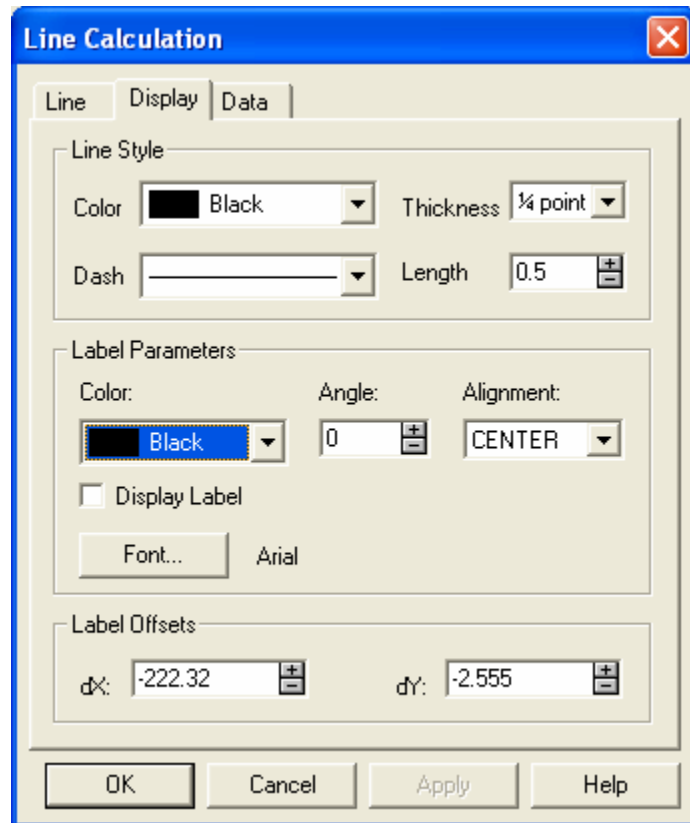 Line Calculation
Line Display Data
Line Style
Color Black Thickness ¼ point
Dash Length 0.5
Label Parameters
Color: Angle: Alignment:
Black 0 CENTER
Display Label
Font... Arial
Label Offsets
dX: -222.32 dY: -2.555
OK Cancel Apply Help